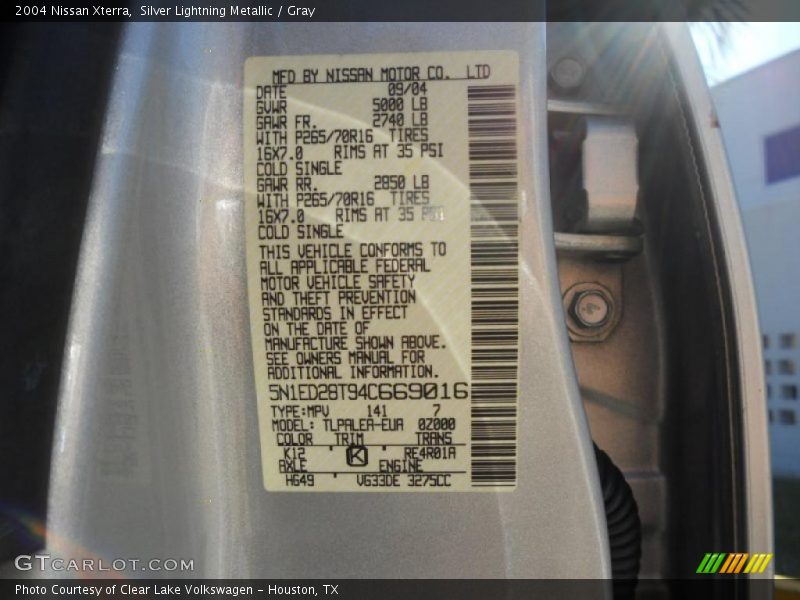 2004 Nissan Xterra,  Silver Lightning Metallic / Gray
MFD BY NISSAN MOTOR CO. LTD
DATE 09/04
GVWR 5000 LB
GAWR FR. 2740 LB
WITH P265/70R16 TIRES
16X7.0 RIMS AT 35 PSI
COLD SINGLE
GAWR RR. 2850 LB
WITH P265/70R16 TIRES
16X7.0 RIMS AT 35 PSI
COLD SINGLE
THIS VEHICLE CONFORMS TO
ALL APPLICABLE FEDERAL
MOTOR VEHICLE SAFETY
AND THEFT PREVENTION
STANDARDS IN EFFECT
ON THE DATE OF
MANUFACTURE SHOWN ABOVE.
SEE OWNERS MANUAL FOR
ADDITIONAL INFORMATION.
5N1ED28T94C669016
TYPE:MPV 141 7
MODEL: TLPALEA-EUA 0Z000
COLOR TRIM TRANS
K12 K RE4R01A
AXLE ENGINE
HG49 VG33DE 3275CC
GTCARLOT.COM
Photo Courtesy of Clear Lake Volkswagen – Houston, TX